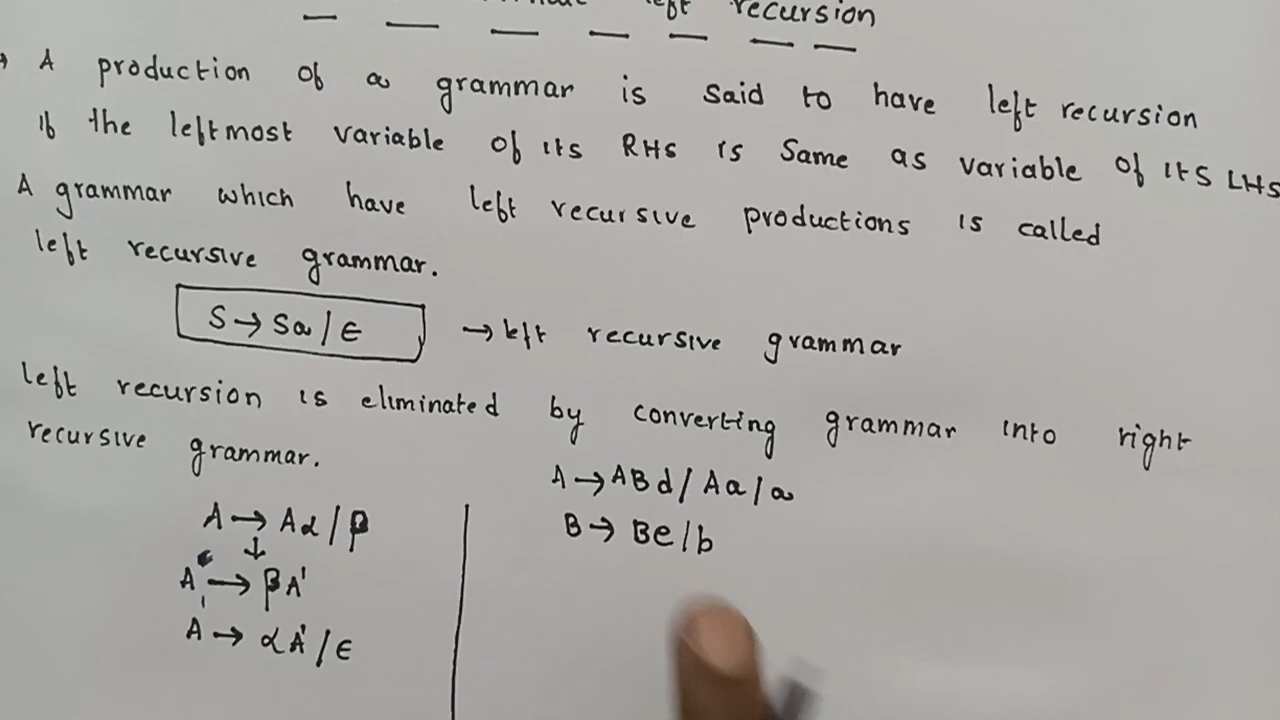 left recursion
A production of a grammar is said to have left recursion
if the leftmost variable of its RHS is same as variable of its LHS
A grammar which have left recursive productions is called
left recursive grammar.
S → Sa / ϵ → left recursive grammar
left recursion is eliminated by converting grammar into right
recursive grammar.
A → Aα / β
↓
A → βA'
A' → αA' / ϵ
A → ABd / Aa / a
B → Be / b